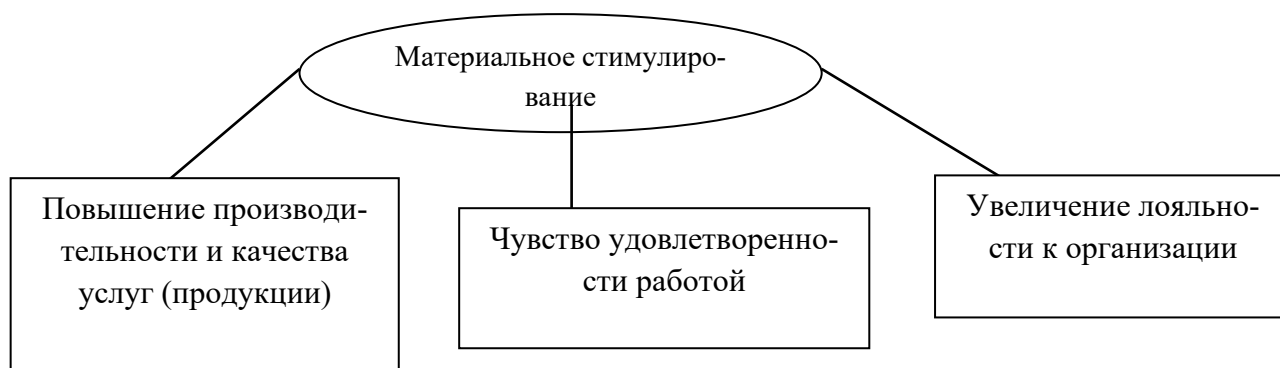 Материальное стимулиро-
вание
Повышение производи-
тельности и качества
услуг (продукции)
Чувство удовлетворенно-
сти работой
Увеличение лояльно-
сти к организации